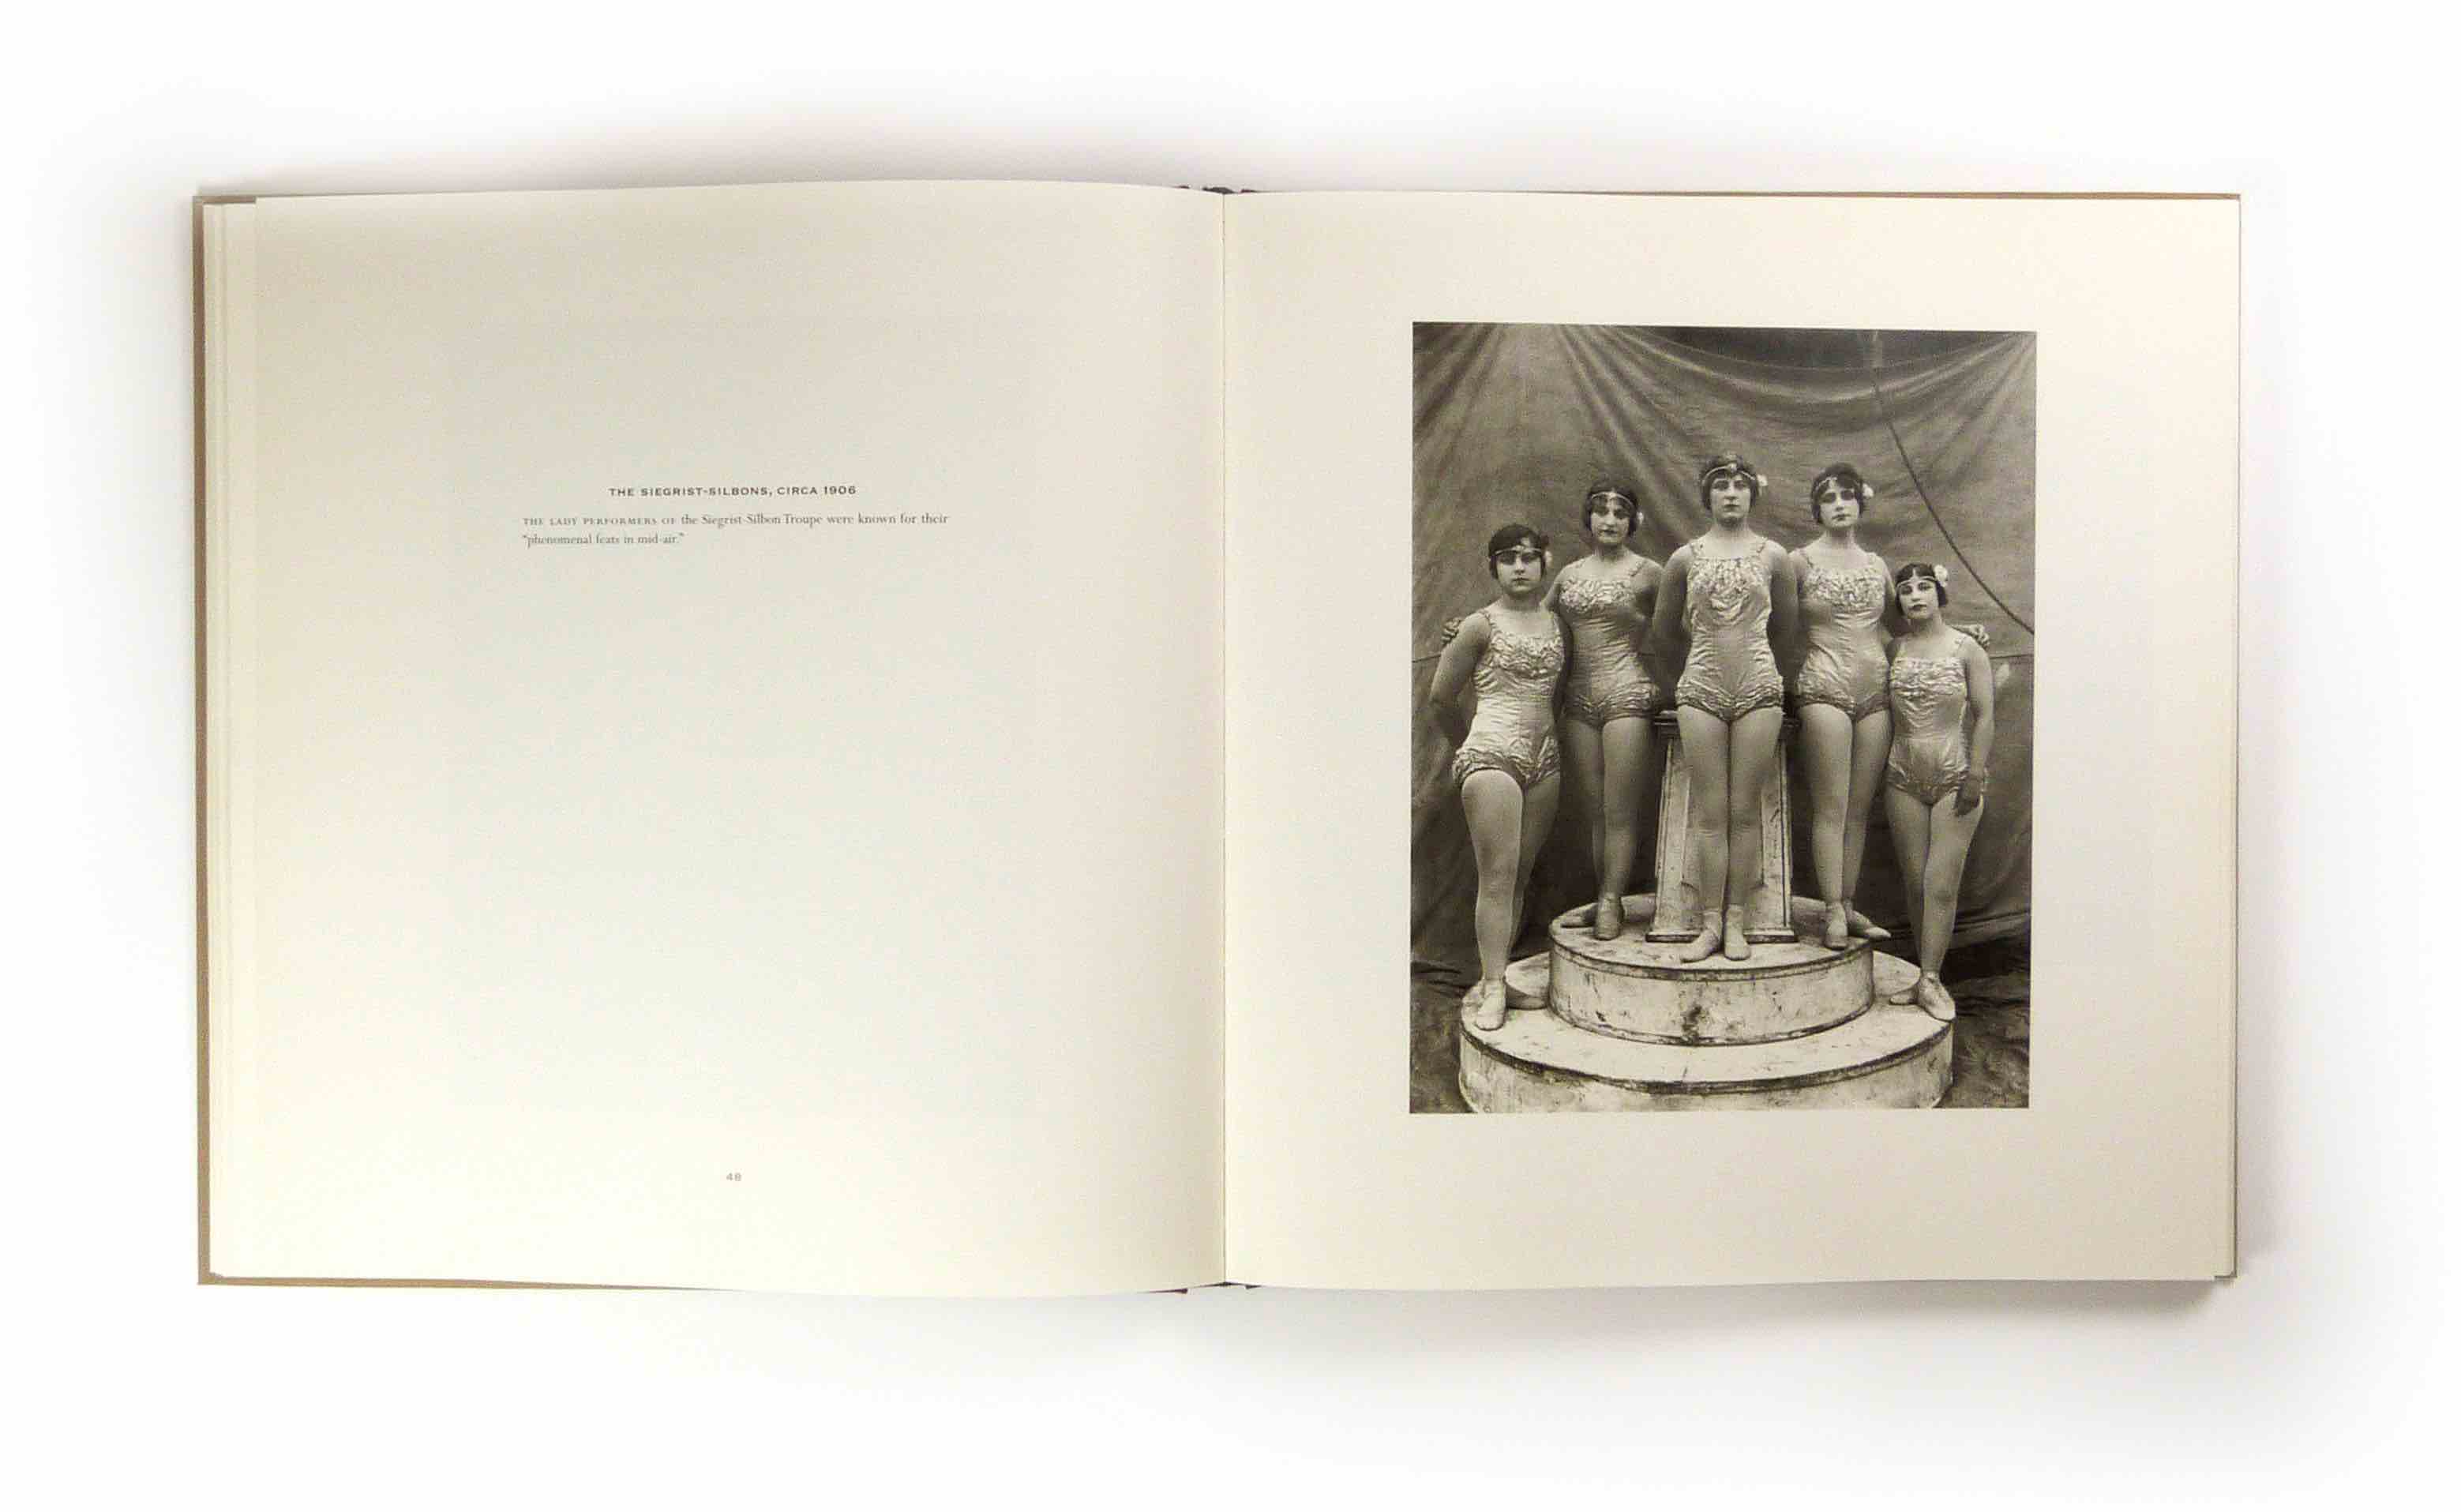 THE SIEGRIST-SILBONS, CIRCA 1906
THE LADY PERFORMERS OF the Siegrist-Silbon Troupe were known for their
“phenomenal feats in mid-air.”
48